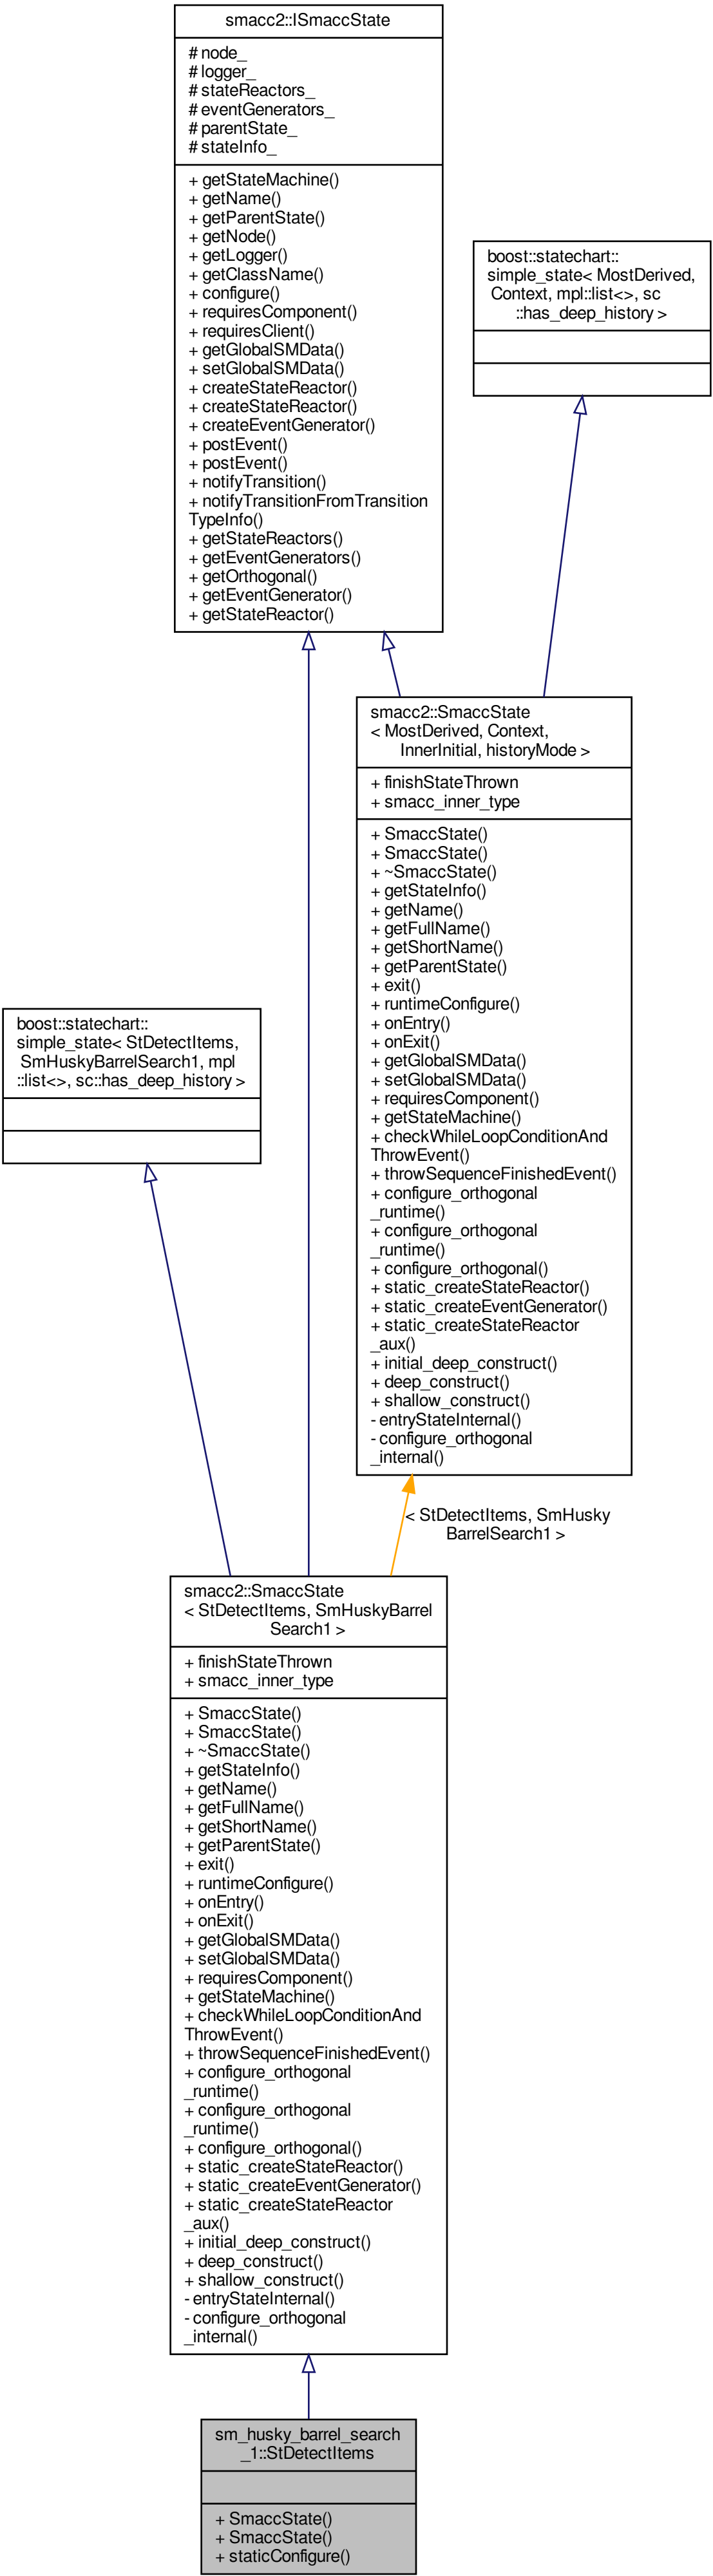 smacc2::ISmaccState
# node_
# logger_
# stateReactors_
# eventGenerators_
# parentState_
# stateInfo_
+ getStateMachine()
+ getName()
+ getParentState()
+ getNode()
+ getLogger()
+ getClassName()
+ configure()
+ requiresComponent()
+ requiresClient()
+ getGlobalSMData()
+ setGlobalSMData()
+ createStateReactor()
+ createStateReactor()
+ createEventGenerator()
+ postEvent()
+ postEvent()
+ notifyTransition()
+ notifyTransitionFromTransition
TypeInfo()
+ getStateReactors()
+ getEventGenerators()
+ getOrthogonal()
+ getEventGenerator()
+ getStateReactor()
boost::statechart::
simple_state< MostDerived,
Context, mpl::list<>, sc
::has_deep_history >
smacc2::SmaccState
< MostDerived, Context,
InnerInitial, historyMode >
+ finishStateThrown
+ smacc_inner_type
+ SmaccState()
+ SmaccState()
+ ~SmaccState()
+ getStateInfo()
+ getName()
+ getFullName()
+ getShortName()
+ getParentState()
+ exit()
+ runtimeConfigure()
+ onEntry()
+ onExit()
+ getGlobalSMData()
+ setGlobalSMData()
+ requiresComponent()
+ getStateMachine()
+ checkWhileLoopConditionAnd
ThrowEvent()
+ throwSequenceFinishedEvent()
+ configure_orthogonal
_runtime()
+ configure_orthogonal
_runtime()
+ configure_orthogonal()
+ static_createStateReactor()
+ static_createEventGenerator()
+ static_createStateReactor
_aux()
+ initial_deep_construct()
+ deep_construct()
+ shallow_construct()
- entryStateInternal()
- configure_orthogonal
_internal()
boost::statechart::
simple_state< StDetectItems,
SmHuskyBarrelSearch1, mpl
::list<>, sc::has_deep_history >
< StDetectItems, SmHusky
BarrelSearch1 >
smacc2::SmaccState
< StDetectItems, SmHuskyBarrel
Search1 >
+ finishStateThrown
+ smacc_inner_type
+ SmaccState()
+ SmaccState()
+ ~SmaccState()
+ getStateInfo()
+ getName()
+ getFullName()
+ getShortName()
+ getParentState()
+ exit()
+ runtimeConfigure()
+ onEntry()
+ onExit()
+ getGlobalSMData()
+ setGlobalSMData()
+ requiresComponent()
+ getStateMachine()
+ checkWhileLoopConditionAnd
ThrowEvent()
+ throwSequenceFinishedEvent()
+ configure_orthogonal
_runtime()
+ configure_orthogonal
_runtime()
+ configure_orthogonal()
+ static_createStateReactor()
+ static_createEventGenerator()
+ static_createStateReactor
_aux()
+ initial_deep_construct()
+ deep_construct()
+ shallow_construct()
- entryStateInternal()
- configure_orthogonal
_internal()
sm_husky_barrel_search
_1::StDetectItems
+ SmaccState()
+ SmaccState()
+ staticConfigure()